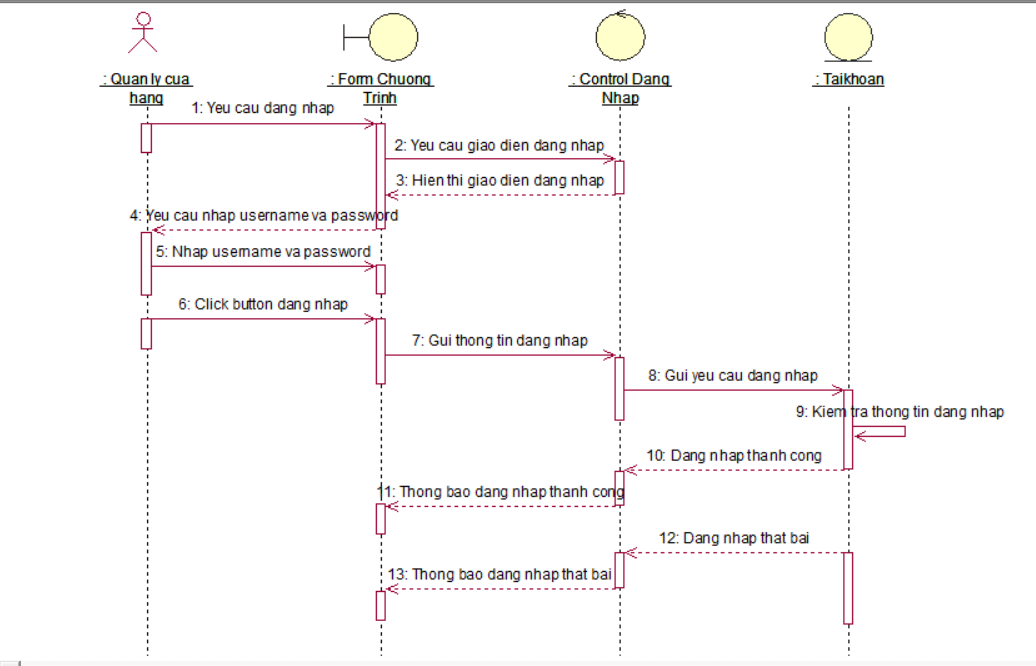 : Quan ly cua
hang
: Form Chuong
Trinh
: Control Dang
Nhap
: Taikhoan
1: Yeu cau dang nhap
2: Yeu cau giao dien dang nhap
3: Hien thi giao dien dang nhap
4: Yeu cau nhap username va password
5: Nhap username va password
6: Click button dang nhap
7: Gui thong tin dang nhap
8: Gui yeu cau dang nhap
9: Kiem tra thong tin dang nhap
10: Dang nhap thanh cong
11: Thong bao dang nhap thanh cong
12: Dang nhap that bai
13: Thong bao dang nhap that bai